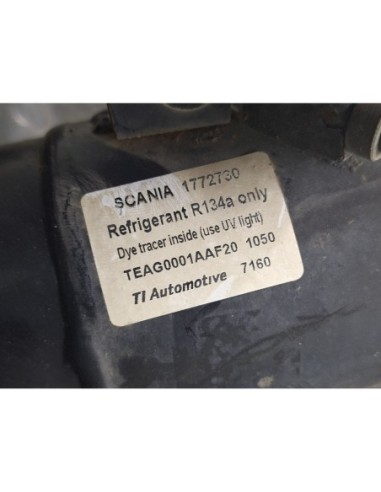 SCANIA 1772730
Refrigerant R134a only
Dye tracer inside (use UV light)
TEAG0001AAF20 1050
TI Automotive 7160